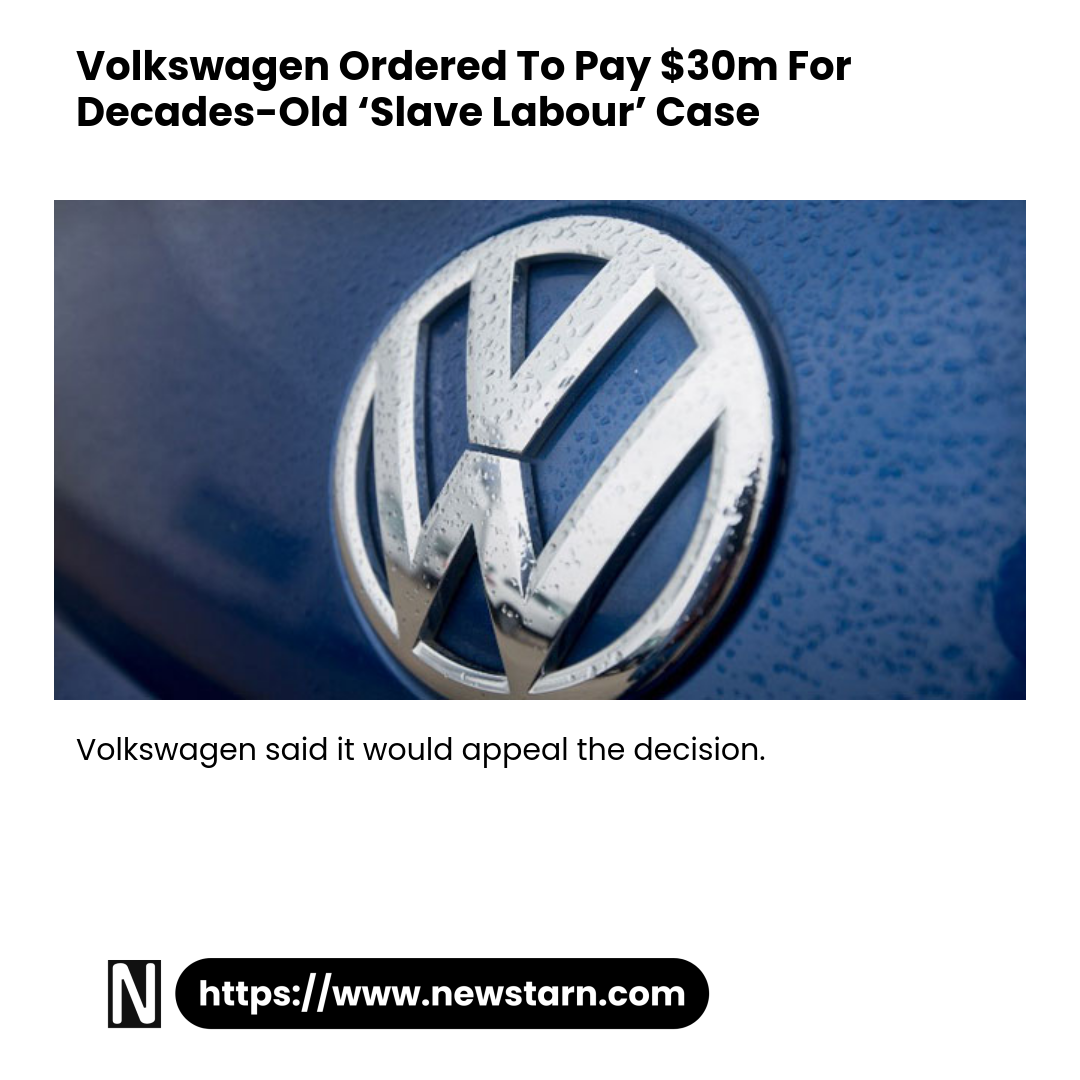 Volkswagen Ordered To Pay $30m For
Decades-Old ‘Slave Labour’ Case
Volkswagen said it would appeal the decision.
N https://www.newstarn.com